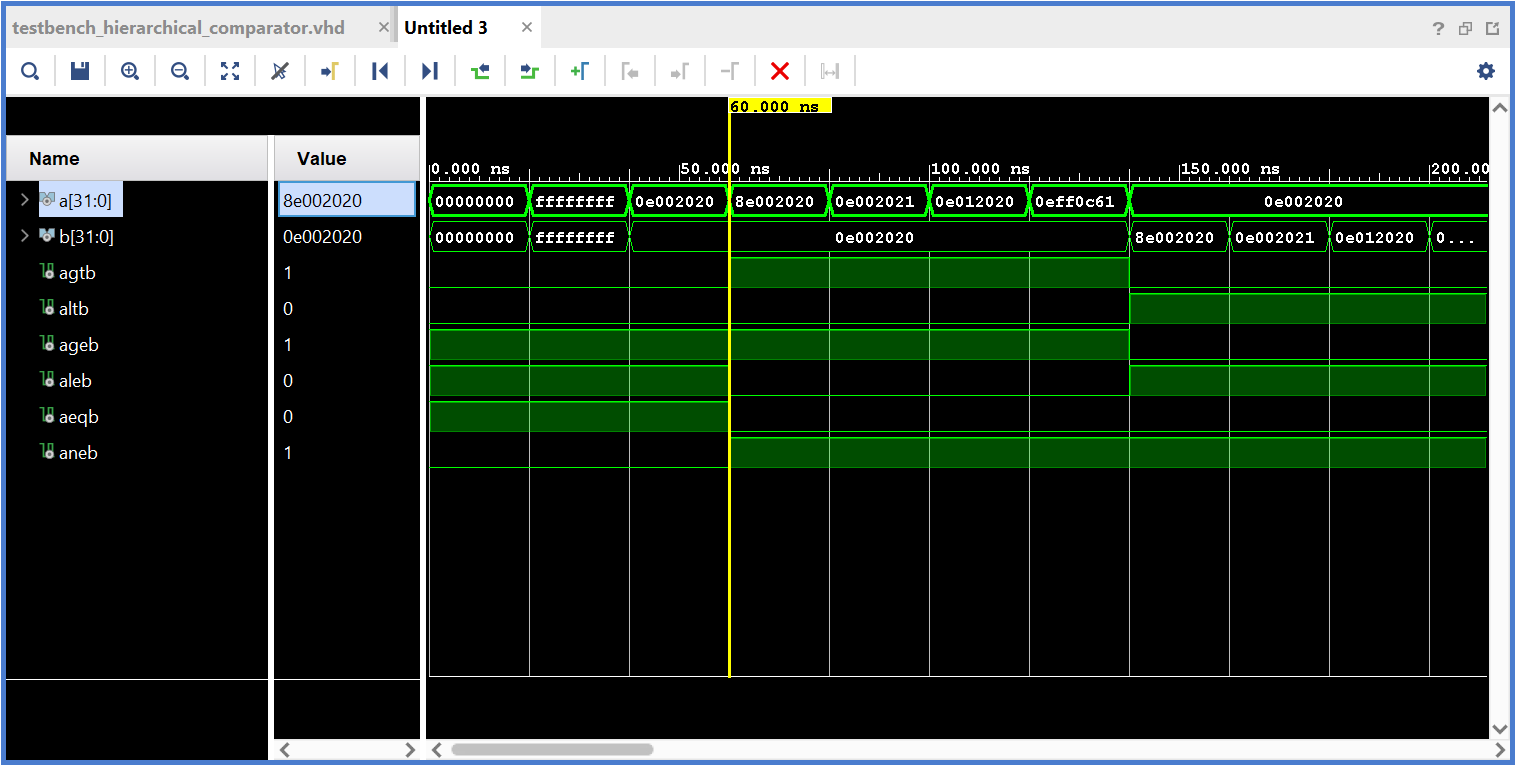 testbench_hierarchical_comparator.vhd × Untitled 3 × ?
60.000 ns
Name Value 0.000 ns 50.000 ns 100.000 ns 150.000 ns 200.00
a[31:0] 8e002020 00000000 ffffffff 0e002020 8e002020 0e002021 0e012020 0eff0c61 0e002020
b[31:0] 0e002020 00000000 ffffffff 0e002020 8e002020 0e002021 0e012020 0...
agtb 1
altb 0
ageb 1
aleb 0
aeqb 0
aneb 1